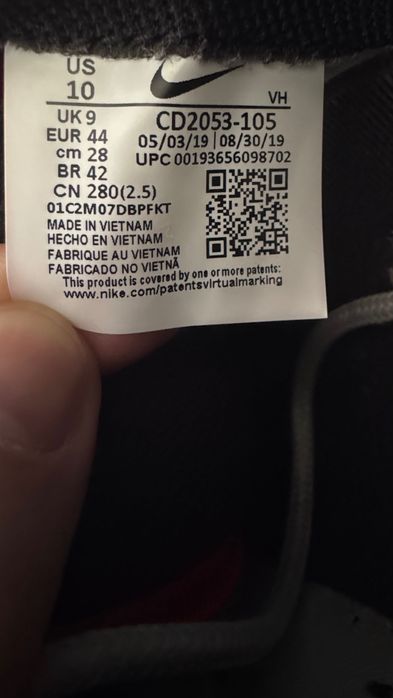 US
10
VH
UK 9
EUR 44
cm 28
BR 42
CN 280(2.5)
CD2053-105
05/03/19 | 08/30/19
UPC 00193656098702
01C2M07DBPFKT
MADE IN VIETNAM
HECHO EN VIETNAM
FABRIQUE AU VIETNAM
FABRICADO NO VIETNÃ
This product is covered by one or more patents:
www.nike.com/patentsvirtualmarking